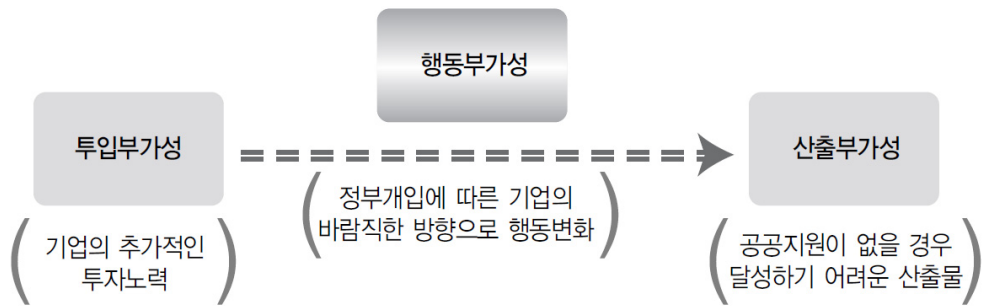 행동부가성
투입부가성
산출부가성
정부개입에 따른 기업의
바람직한 방향으로 행동변화
기업의 추가적인
투자노력
공공지원이 없을 경우
달성하기 어려운 산출물